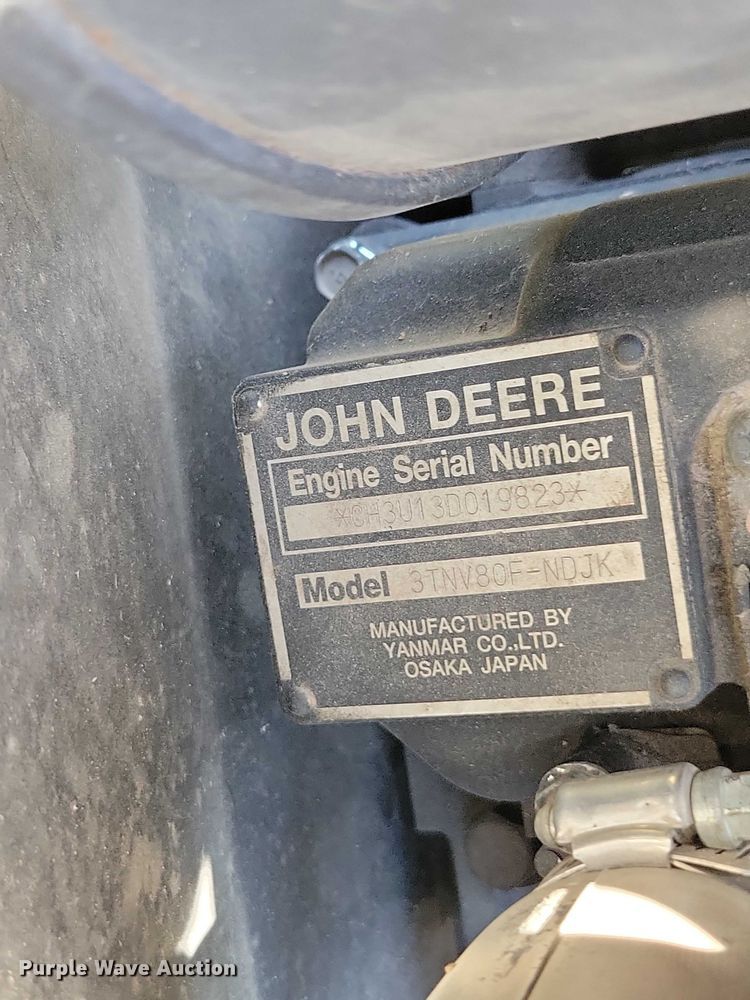 JOHN DEERE
Engine Serial Number
*CH3U13D019823*
Model 3TNV80F-NDJK
MANUFACTURED BY
YANMAR CO.,LTD.
OSAKA JAPAN
Purple Wave Auction